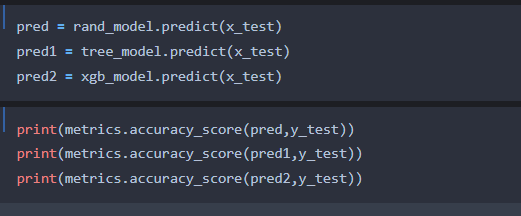 pred = rand_model.predict(x_test)
pred1 = tree_model.predict(x_test)
pred2 = xgb_model.predict(x_test)
print(metrics.accuracy_score(pred,y_test))
print(metrics.accuracy_score(pred1,y_test))
print(metrics.accuracy_score(pred2,y_test))